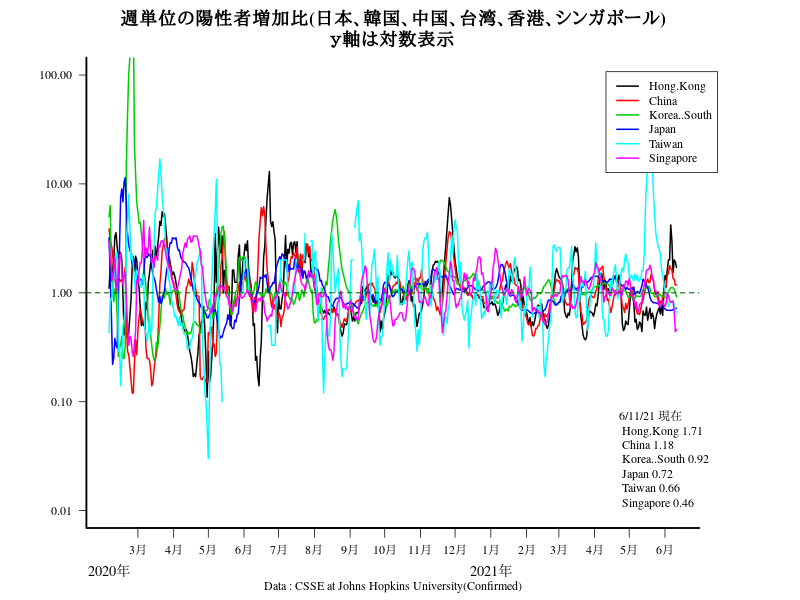 週単位の陽性者増加比(日本、韓国、中国、台湾、香港、シンガポール)
y軸は対数表示
100.00
10.00
1.00
0.10
0.01
Hong.Kong
China
Korea..South
Japan
Taiwan
Singapore
6/11/21 現在
Hong.Kong 1.71
China 1.18
Korea..South 0.92
Japan 0.72
Taiwan 0.66
Singapore 0.46
3月 4月 5月 6月 7月 8月 9月 10月 11月 12月 1月 2月 3月 4月 5月 6月
2020年 2021年
Data : CSSE at Johns Hopkins University(Confirmed)